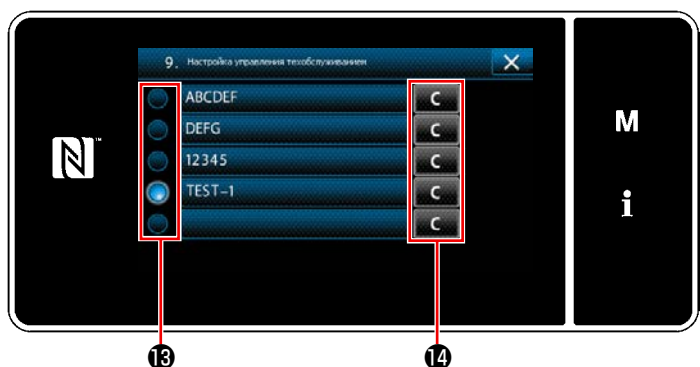 9. Настройка управления техобслуживанием X
ABCDEF C
DEFG C
12345 C
TEST-1 C
C
M
i
N
⓭ ⓮